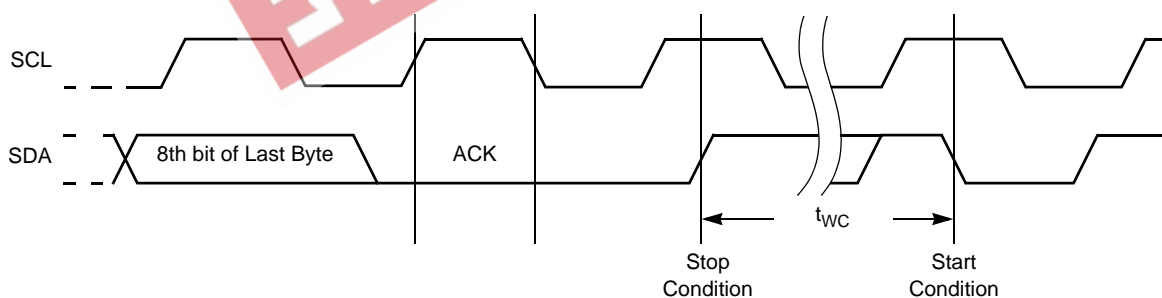 SCL
SDA
8th bit of Last Byte
ACK
tWC
Stop
Condition
Start
Condition